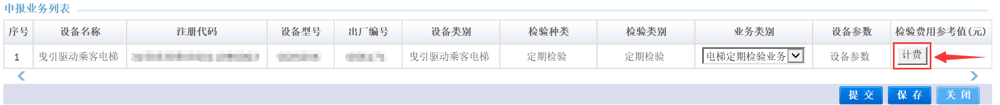 申报业务列表
序号 设备名称 注册代码 设备型号 出厂编号 设备类别 检验种类 检验类别 业务类别 设备参数 检验费用参考值(元)
1 曳引驱动乘客电梯 曳引驱动乘客电梯 定期检验 定期检验 电梯定期检验业务 设备参数 计费
提 交 保 存 关 闭